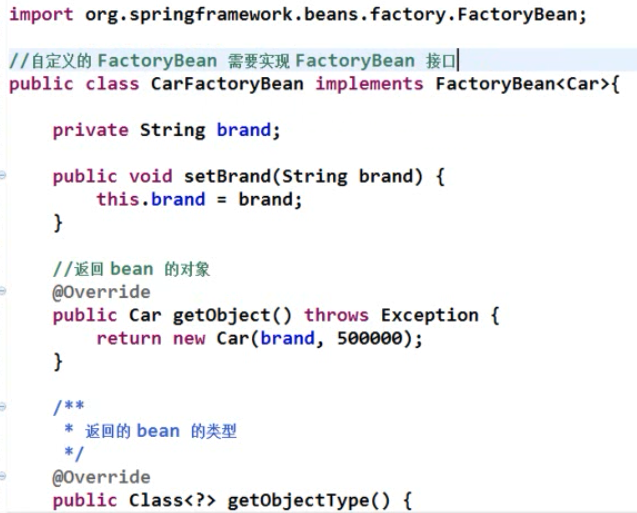 import org.springframework.beans.factory.FactoryBean;
//自定义的 FactoryBean 需要实现 FactoryBean 接口
public class CarFactoryBean implements FactoryBean<Car>{
private String brand;
public void setBrand(String brand) {
this.brand = brand;
}
//返回 bean 的对象
@Override
public Car getObject() throws Exception {
return new Car(brand, 500000);
}
/**
* 返回的 bean 的类型
*/
@Override
public Class<?> getObjectType() {